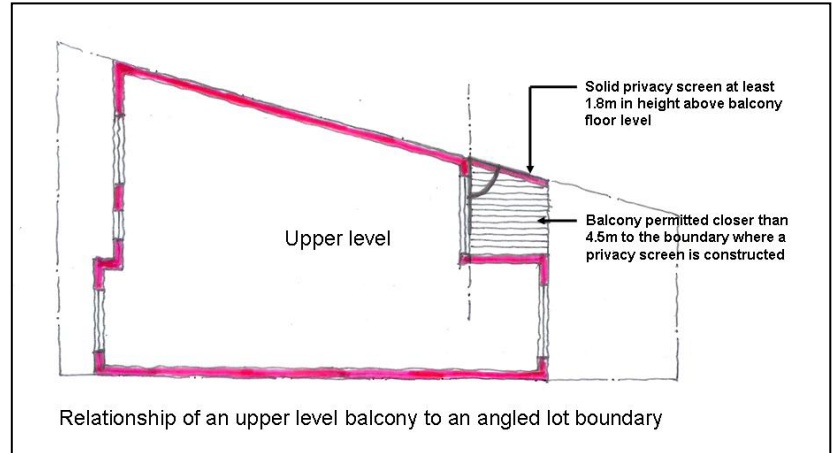 Solid privacy screen at least
1.8m in height above balcony
floor level
Upper level
Balcony permitted closer than
4.5m to the boundary where a
privacy screen is constructed
Relationship of an upper level balcony to an angled lot boundary